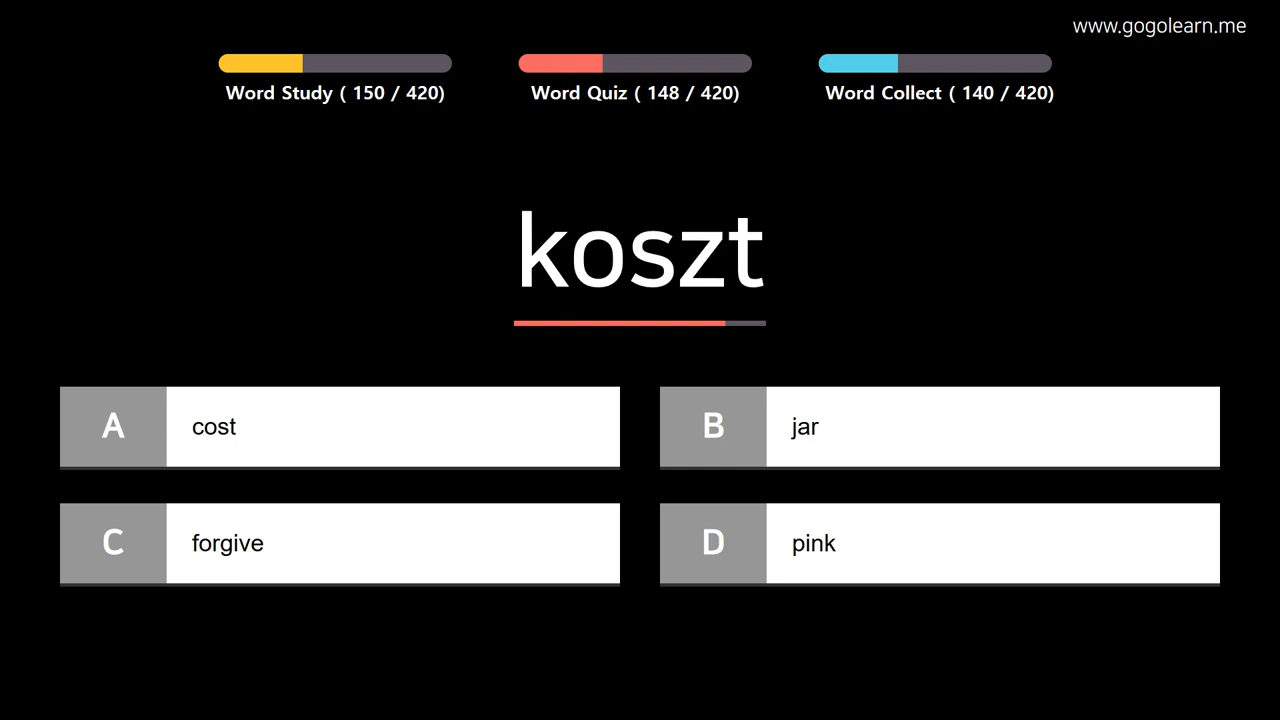 www.gogolearn.me
Word Study ( 150 / 420)
Word Quiz ( 148 / 420)
Word Collect ( 140 / 420)
koszt
A cost
B jar
C forgive
D pink